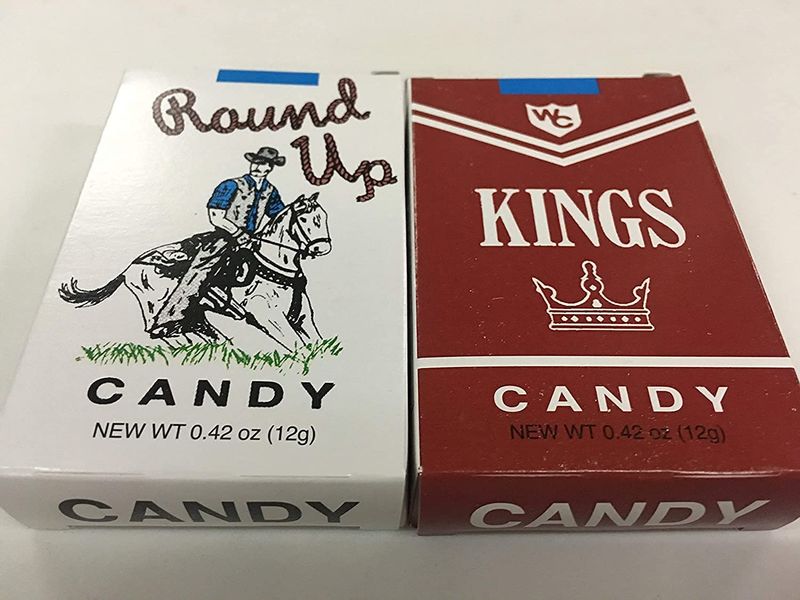 Round
Up
CANDY
NEW WT 0.42 oz (12g)
CANDY
WC
KINGS
CANDY
NEW WT 0.42 oz (12g)
CANDY